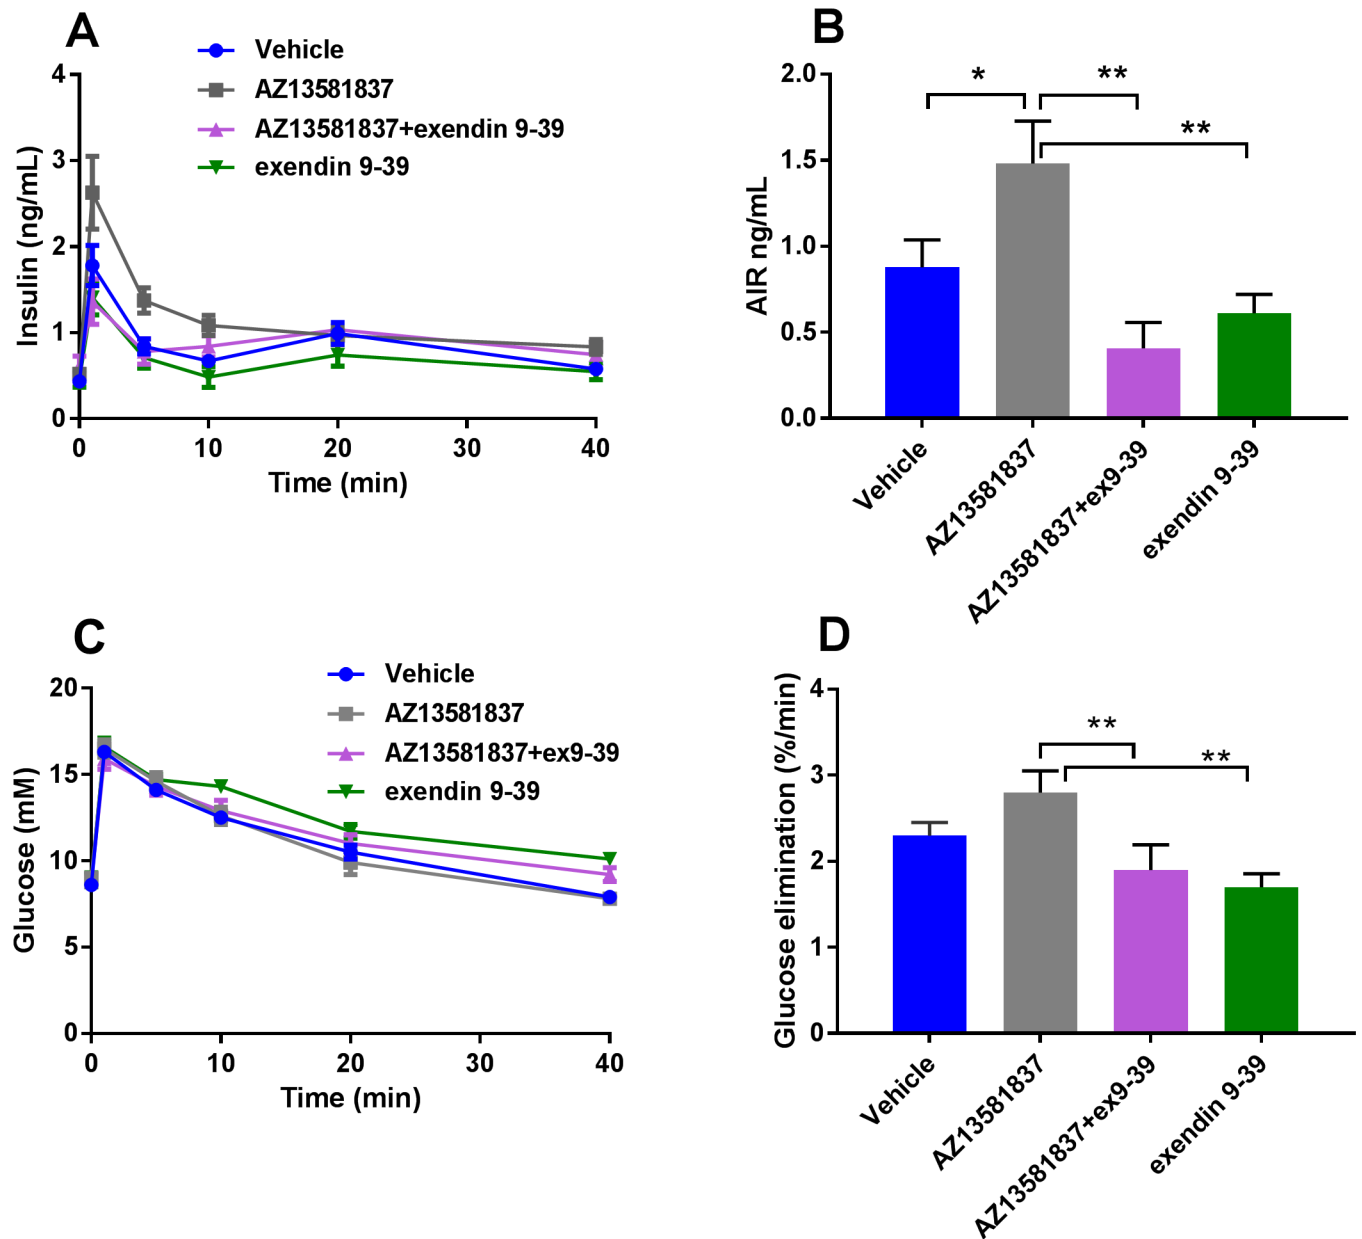 A
Vehicle
AZ13581837
AZ13581837+exendin 9-39
exendin 9-39
Insulin (ng/mL)
4
3
2
1
0
0 10 20 30 40
Time (min)
B
* **
**
AIR ng/mL
2.0
1.5
1.0
0.5
0.0
Vehicle
AZ13581837
AZ13581837+ex9-39
exendin 9-39
C
Vehicle
AZ13581837
AZ13581837+ex9-39
exendin 9-39
Glucose (mM)
20
15
10
5
0
0 10 20 30 40
Time (min)
D
**
**
Glucose elimination (%/min)
4
3
2
1
0
Vehicle
AZ13581837
AZ13581837+ex9-39
exendin 9-39